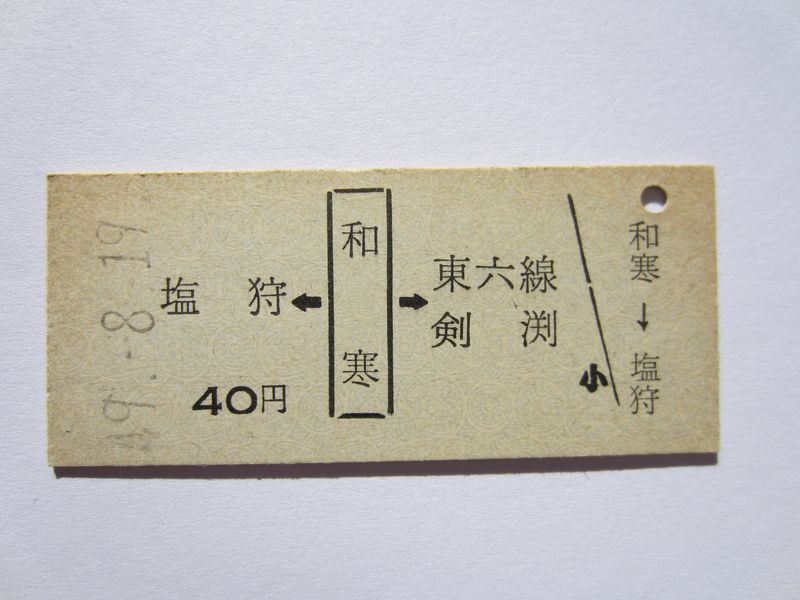 49.-8.19
塩狩
40円
和寒
東六線
剣渕
小
和寒→塩狩